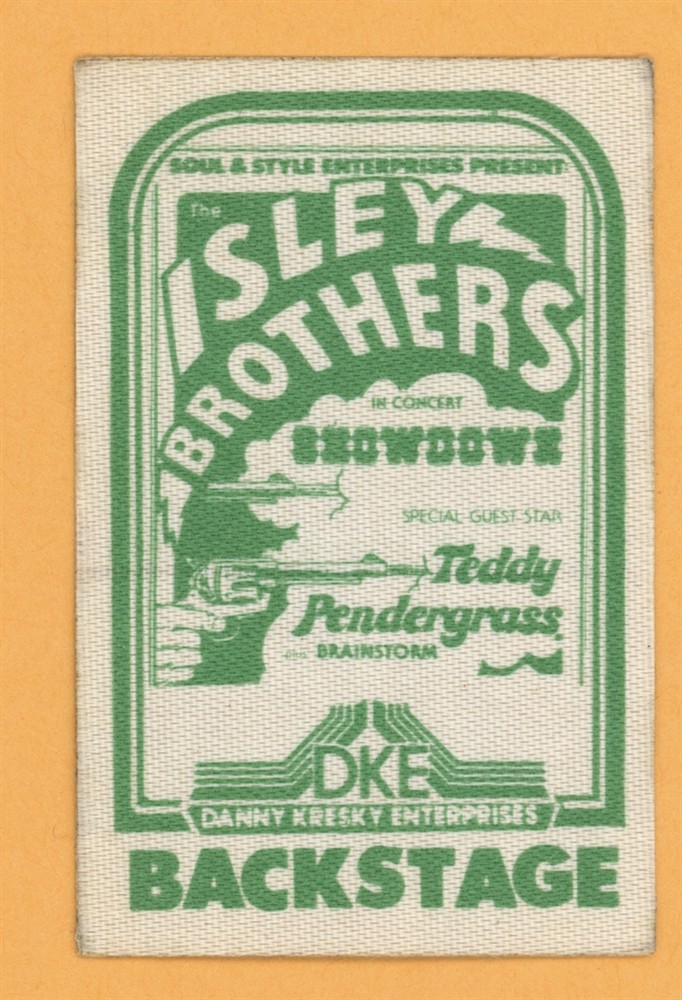 SOUL & STYLE ENTERPRISES PRESENT
The
ISLEY
BROTHERS
IN CONCERT
SHOWDOWN
SPECIAL GUEST STAR
Teddy
Pendergrass
BRAINSTORM
DKE
DANNY KRESKY ENTERPRISES
BACKSTAGE